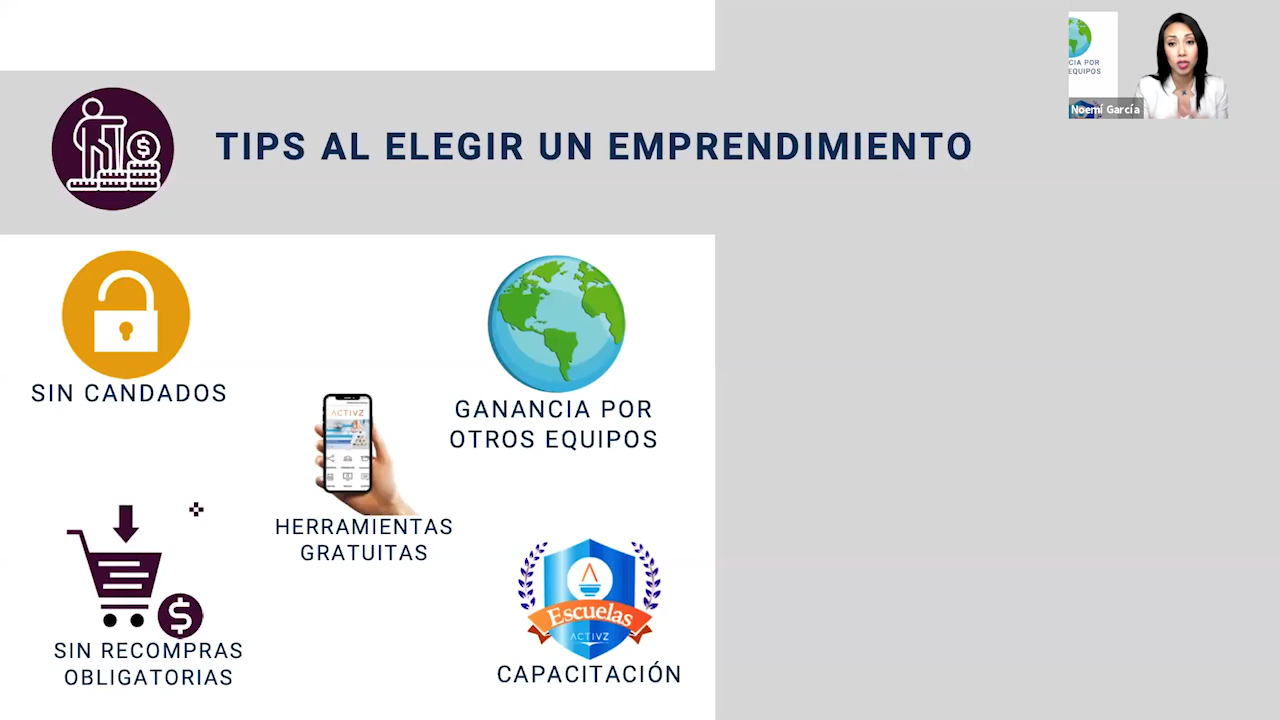 TIPS AL ELEGIR UN EMPRENDIMIENTO
CIA POR
EQUIPOS
Noemí García
SIN CANDADOS
GANANCIA POR
OTROS EQUIPOS
ACTIVZ
HERRAMIENTAS
GRATUITAS
SIN RECOMPRAS
OBLIGATORIAS
Escuelas
ACTIVZ
CAPACITACIÓN